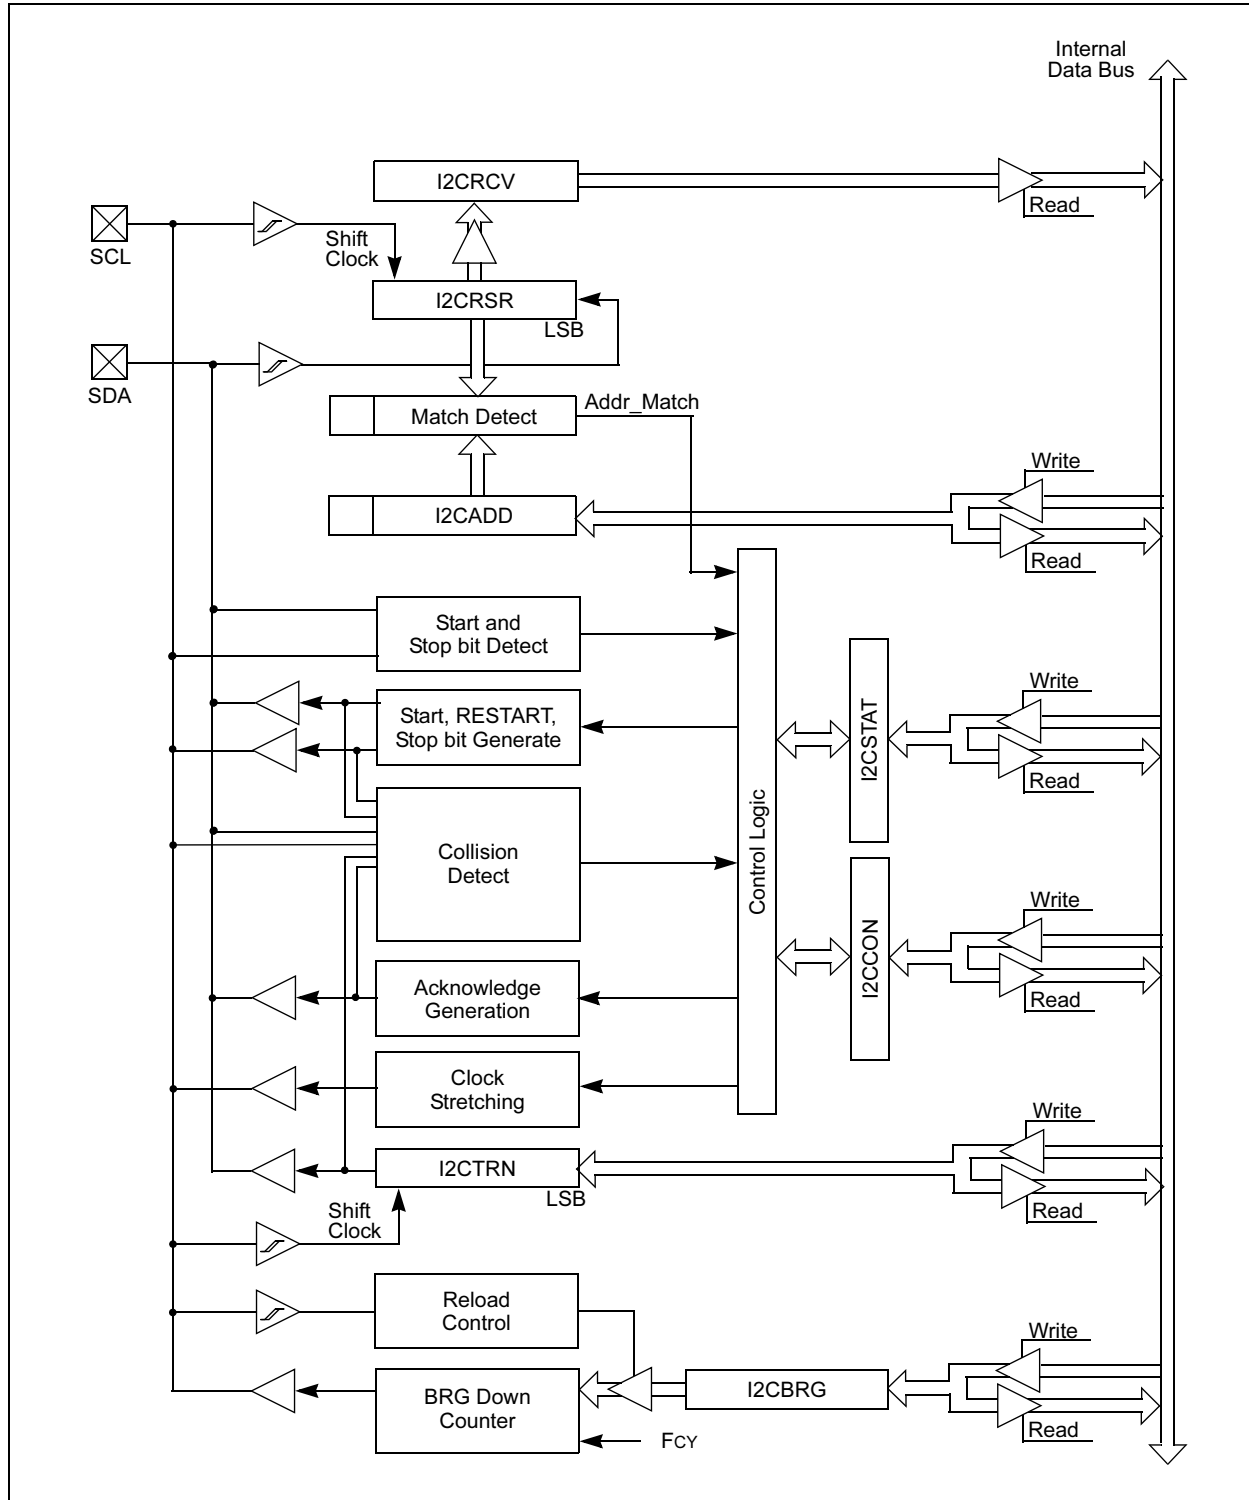 Internal
Data Bus
I2CRCV
Read
SCL
Shift
Clock
I2CRSR
LSB
SDA
Match Detect
Addr_Match
Write
I2CADD
Read
Start and
Stop bit Detect
Start, RESTART,
Stop bit Generate
Write
I2CSTAT
Read
Collision
Detect
Control Logic
Write
I2CCON
Read
Acknowledge
Generation
Clock
Stretching
Write
I2CTRN
LSB
Read
Shift
Clock
Reload
Control
Write
BRG Down
Counter
I2CBRG
Read
FCY